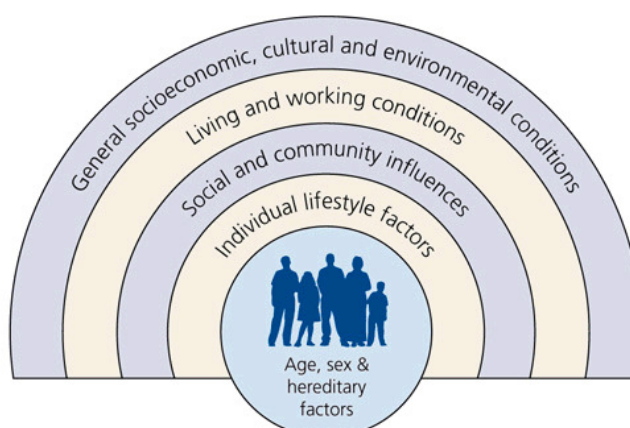 General socioeconomic, cultural and environmental conditions
Living and working conditions
Social and community influences
Individual lifestyle factors
Age, sex &
hereditary
factors